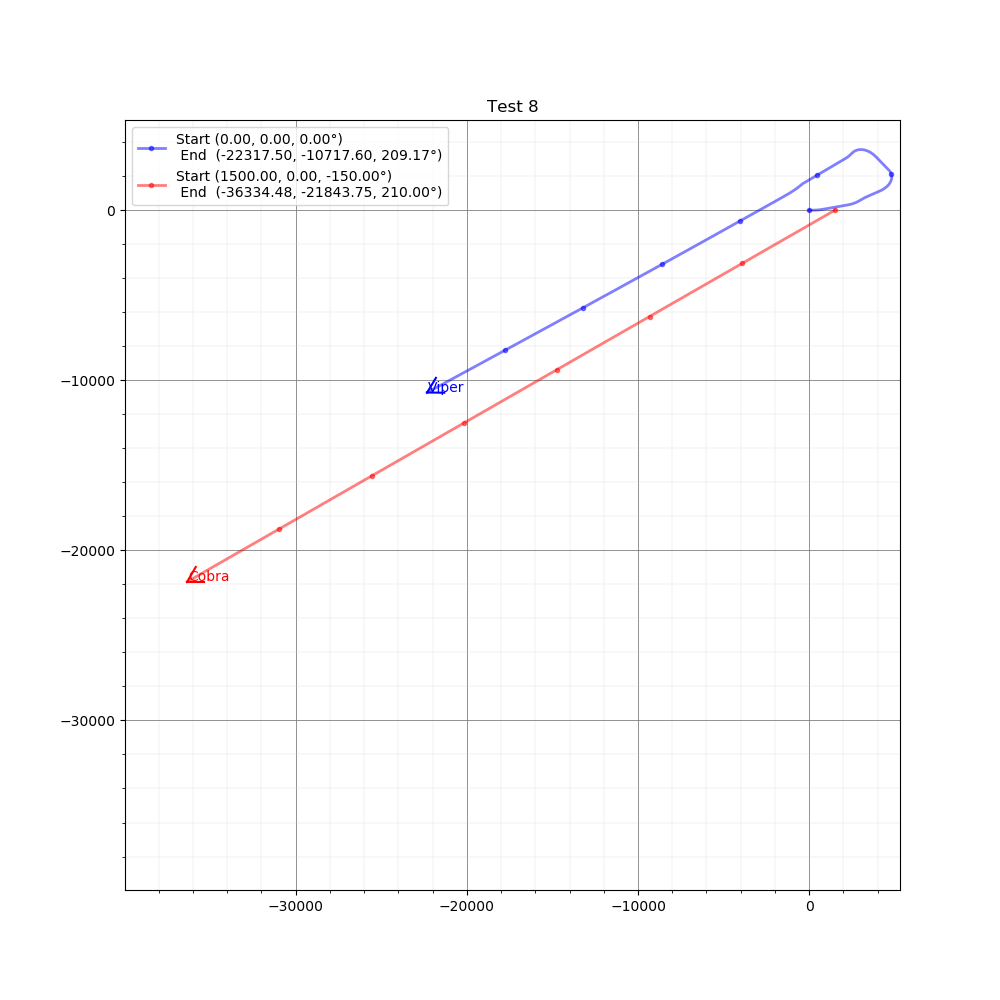 Test 8
Start (0.00, 0.00, 0.00°)
End (-22317.50, -10717.60, 209.17°)
Start (1500.00, 0.00, -150.00°)
End (-36334.48, -21843.75, 210.00°)
0
−10000
−20000
−30000
Viper
Cobra
−30000
−20000
−10000
0